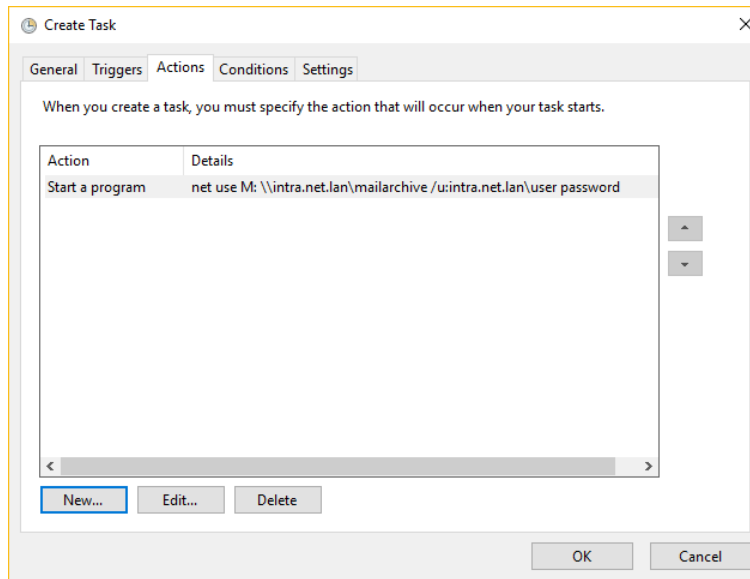 Create Task
General Triggers Actions Conditions Settings
When you create a task, you must specify the action that will occur when your task starts.
Action Details
Start a program net use M: \\intra.net.lan\mailarchive /u:intra.net.lan\user password
New... Edit... Delete
OK Cancel